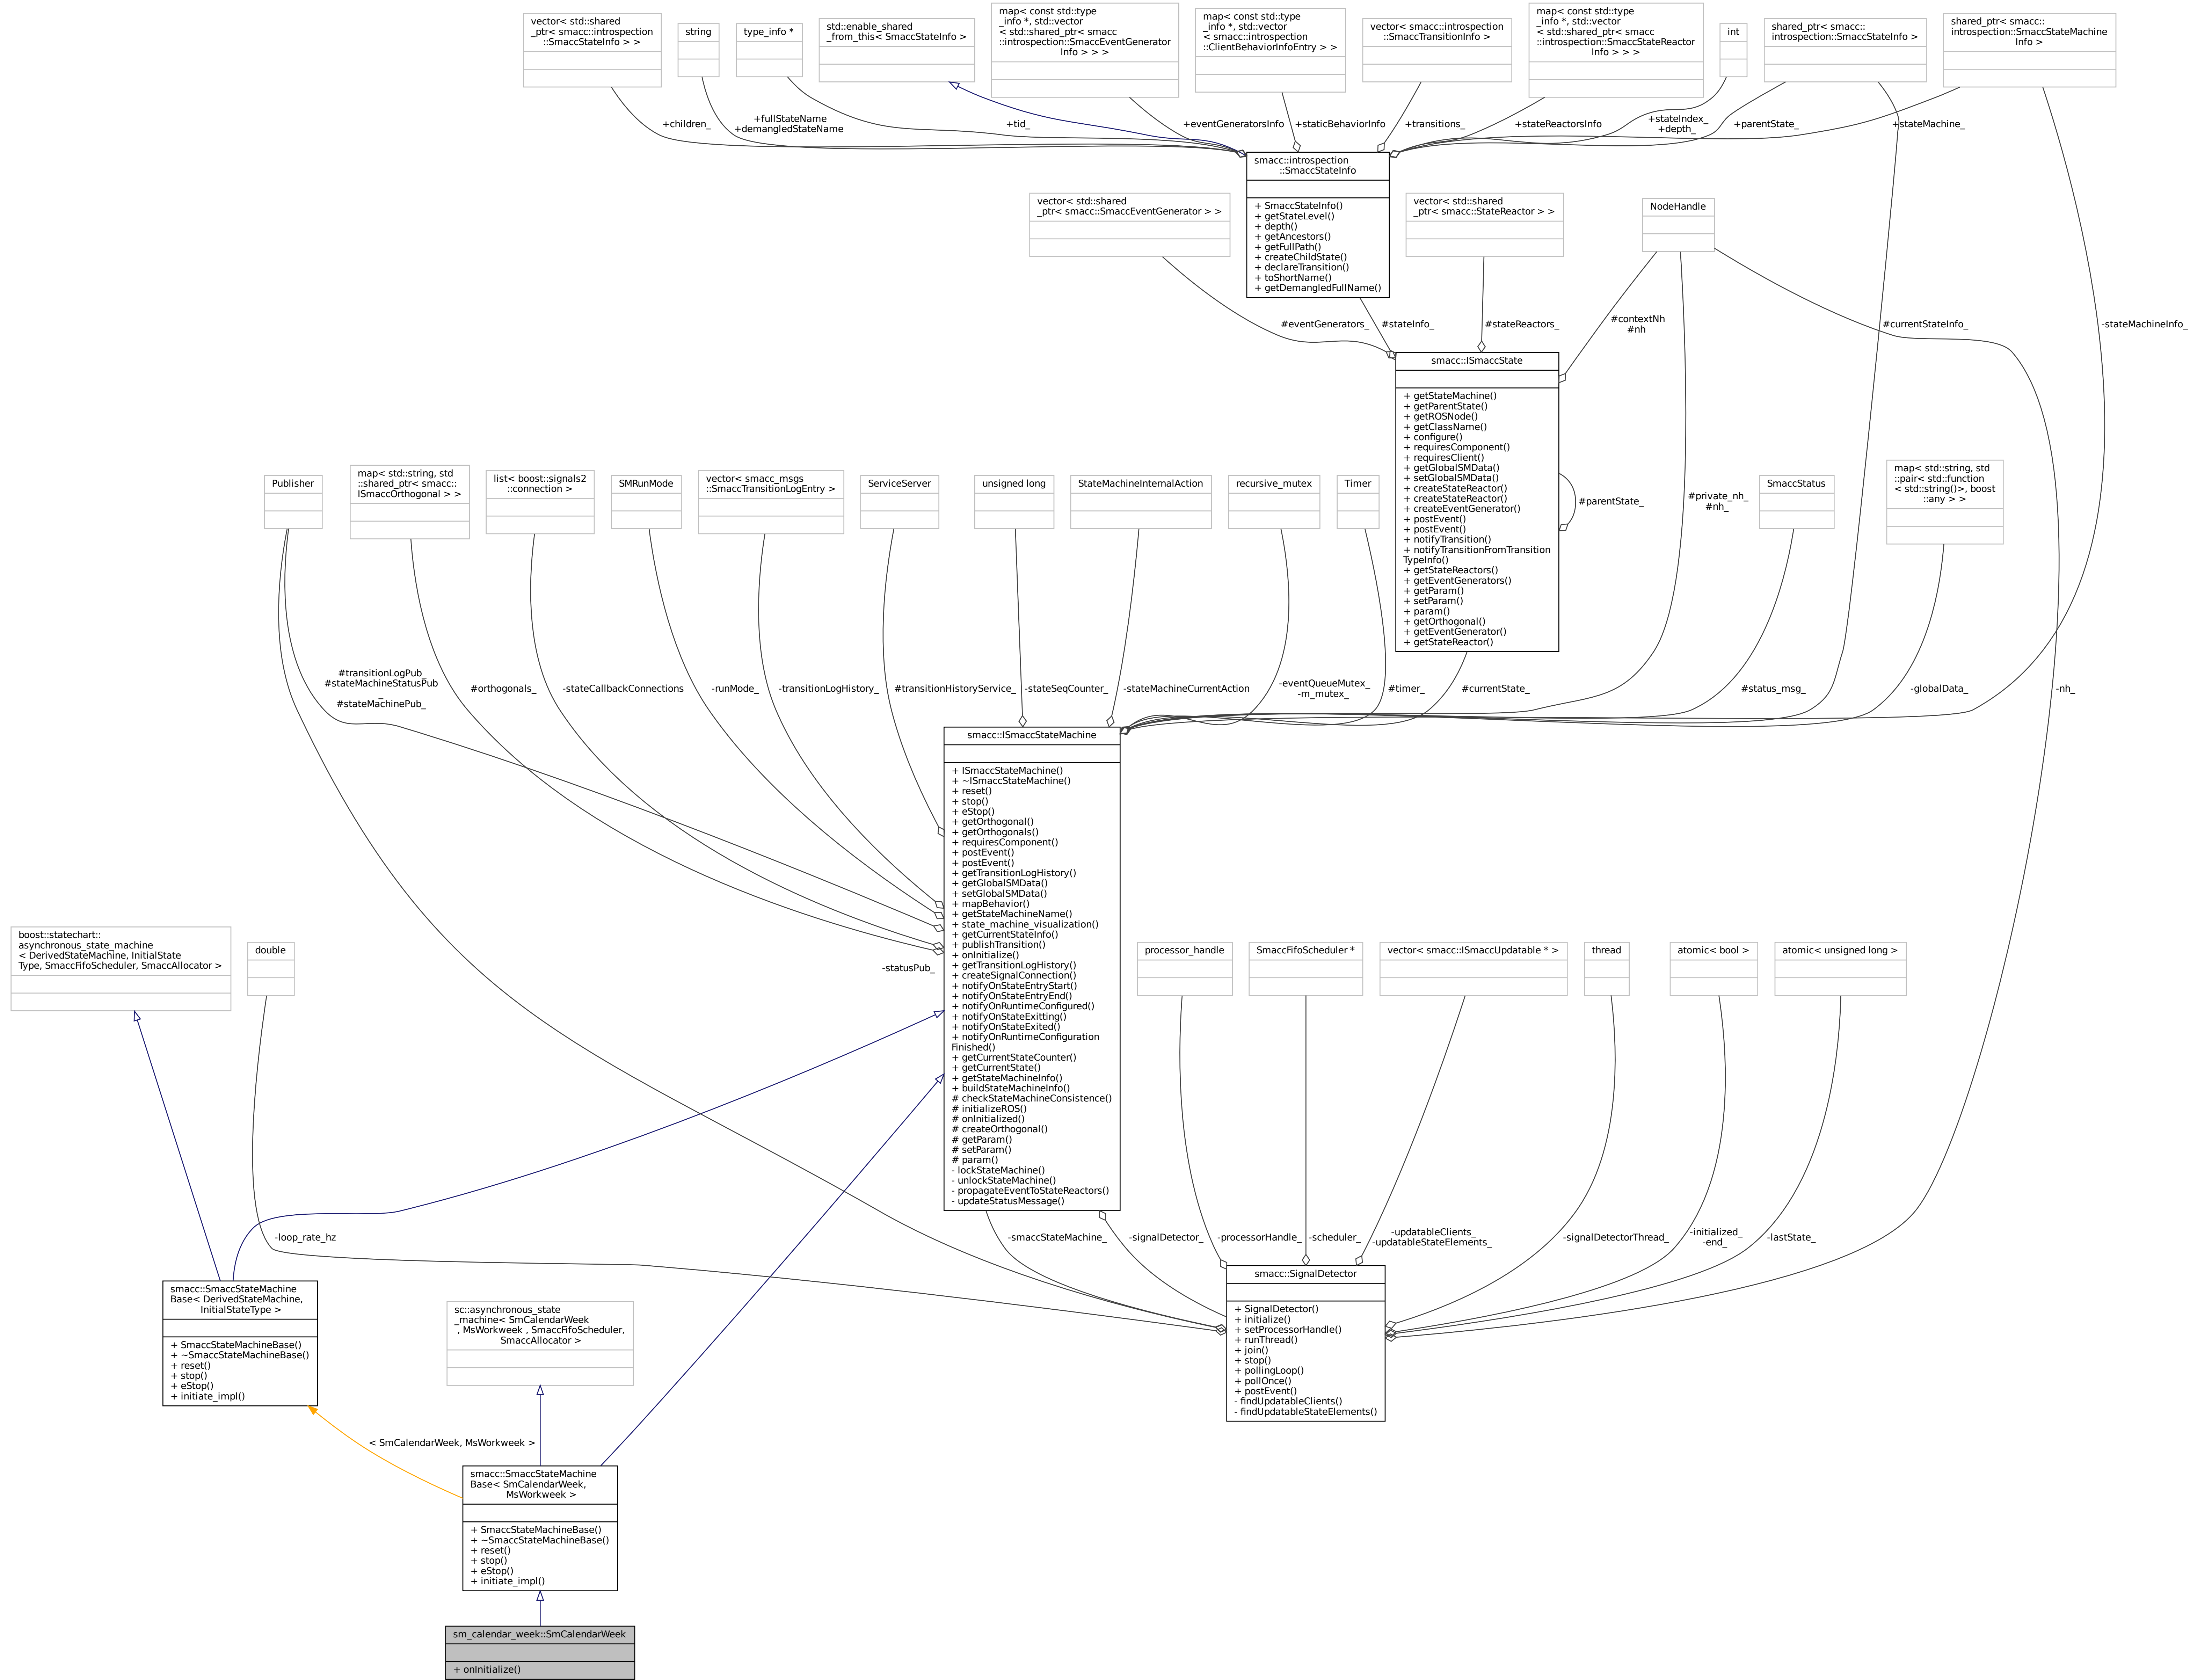 vector< std::shared
_ptr< smacc::introspection
::SmaccStateInfo > >
string
type_info *
std::enable_shared
_from_this< SmaccStateInfo >
map< const std::type
_info *, std::vector
< std::shared_ptr< smacc
::introspection::SmaccEventGenerator
Info > > >
map< const std::type
_info *, std::vector
< smacc::introspection
::ClientBehaviorInfoEntry > >
vector< smacc::introspection
::SmaccTransitionInfo >
map< const std::type
_info *, std::vector
< std::shared_ptr< smacc
::introspection::SmaccStateReactor
Info > > >
int
shared_ptr< smacc::
introspection::SmaccStateInfo >
shared_ptr< smacc::
introspection::SmaccStateMachine
Info >
+children_
+fullStateName
+demangledStateName
+tid_
+eventGeneratorsInfo
+staticBehaviorInfo
+transitions_
+stateReactorsInfo
+stateIndex_
+depth_
+parentState_
+stateMachine_
smacc::introspection
::SmaccStateInfo
+ SmaccStateInfo()
+ getStateLevel()
+ depth()
+ getAncestors()
+ getFullPath()
+ createChildState()
+ declareTransition()
+ toShortName()
+ getDemangledFullName()
vector< std::shared
_ptr< smacc::SmaccEventGenerator > >
vector< std::shared
_ptr< smacc::StateReactor > >
NodeHandle
#eventGenerators_
#stateInfo_
#stateReactors_
#contextNh
#nh
#currentStateInfo_
-stateMachineInfo_
smacc::ISmaccState
+ getStateMachine()
+ getParentState()
+ getROSNode()
+ getClassName()
+ configure()
+ requiresComponent()
+ requiresClient()
+ getGlobalSMData()
+ setGlobalSMData()
+ createStateReactor()
+ createStateReactor()
+ createEventGenerator()
+ postEvent()
+ postEvent()
+ notifyTransition()
+ notifyTransitionFromTransition
TypeInfo()
+ getStateReactors()
+ getEventGenerators()
+ getParam()
+ setParam()
+ param()
+ getOrthogonal()
+ getEventGenerator()
+ getStateReactor()
#parentState_
#private_nh_
#nh_
Publisher
map< std::string, std
::shared_ptr< smacc::
ISmaccOrthogonal > >
list< boost::signals2
::connection >
SMRunMode
vector< smacc_msgs
::SmaccTransitionLogEntry >
ServiceServer
unsigned long
StateMachineInternalAction
recursive_mutex
Timer
SmaccStatus
map< std::string, std
::pair< std::function
< std::string()>, boost
::any > >
#transitionLogPub_
#stateMachineStatusPub
_
#stateMachinePub_
#orthogonals_
-stateCallbackConnections
-runMode_
-transitionLogHistory_
#transitionHistoryService_
-stateSeqCounter_
-stateMachineCurrentAction
-eventQueueMutex_
-m_mutex_
#timer_
#currentState_
#status_msg_
-globalData_
-nh_
smacc::ISmaccStateMachine
+ ISmaccStateMachine()
+ ~ISmaccStateMachine()
+ reset()
+ stop()
+ eStop()
+ getOrthogonal()
+ getOrthogonals()
+ requiresComponent()
+ postEvent()
+ postEvent()
+ getTransitionLogHistory()
+ getGlobalSMData()
+ setGlobalSMData()
+ mapBehavior()
+ getStateMachineName()
+ state_machine_visualization()
+ getCurrentStateInfo()
+ publishTransition()
+ onInitialize()
+ getTransitionLogHistory()
+ createSignalConnection()
+ notifyOnStateEntryStart()
+ notifyOnStateEntryEnd()
+ notifyOnRuntimeConfigured()
+ notifyOnStateExitting()
+ notifyOnStateExited()
+ notifyOnRuntimeConfiguration
Finished()
+ getCurrentStateCounter()
+ getCurrentState()
+ getStateMachineInfo()
+ buildStateMachineInfo()
# checkStateMachineConsistence()
# initializeROS()
# onInitialized()
# createOrthogonal()
# getParam()
# setParam()
# param()
- lockStateMachine()
- unlockStateMachine()
- propagateEventToStateReactors()
- updateStatusMessage()
boost::statechart::
asynchronous_state_machine
< DerivedStateMachine, InitialState
Type, SmaccFifoScheduler, SmaccAllocator >
double
-statusPub_
processor_handle
SmaccFifoScheduler *
vector< smacc::ISmaccUpdatable * >
thread
atomic< bool >
atomic< unsigned long >
-loop_rate_hz
-smaccStateMachine_
-signalDetector_
-processorHandle_
-scheduler_
-updatableClients_
-updatableStateElements_
-signalDetectorThread_
-initialized_
-end_
-lastState_
smacc::SignalDetector
+ SignalDetector()
+ initialize()
+ setProcessorHandle()
+ runThread()
+ join()
+ stop()
+ pollingLoop()
+ pollOnce()
+ postEvent()
- findUpdatableClients()
- findUpdatableStateElements()
smacc::SmaccStateMachine
Base< DerivedStateMachine,
InitialStateType >
+ SmaccStateMachineBase()
+ ~SmaccStateMachineBase()
+ reset()
+ stop()
+ eStop()
+ initiate_impl()
sc::asynchronous_state
_machine< SmCalendarWeek
, MsWorkweek , SmaccFifoScheduler,
SmaccAllocator >
< SmCalendarWeek, MsWorkweek >
smacc::SmaccStateMachine
Base< SmCalendarWeek,
MsWorkweek >
+ SmaccStateMachineBase()
+ ~SmaccStateMachineBase()
+ reset()
+ stop()
+ eStop()
+ initiate_impl()
sm_calendar_week::SmCalendarWeek
+ onInitialize()